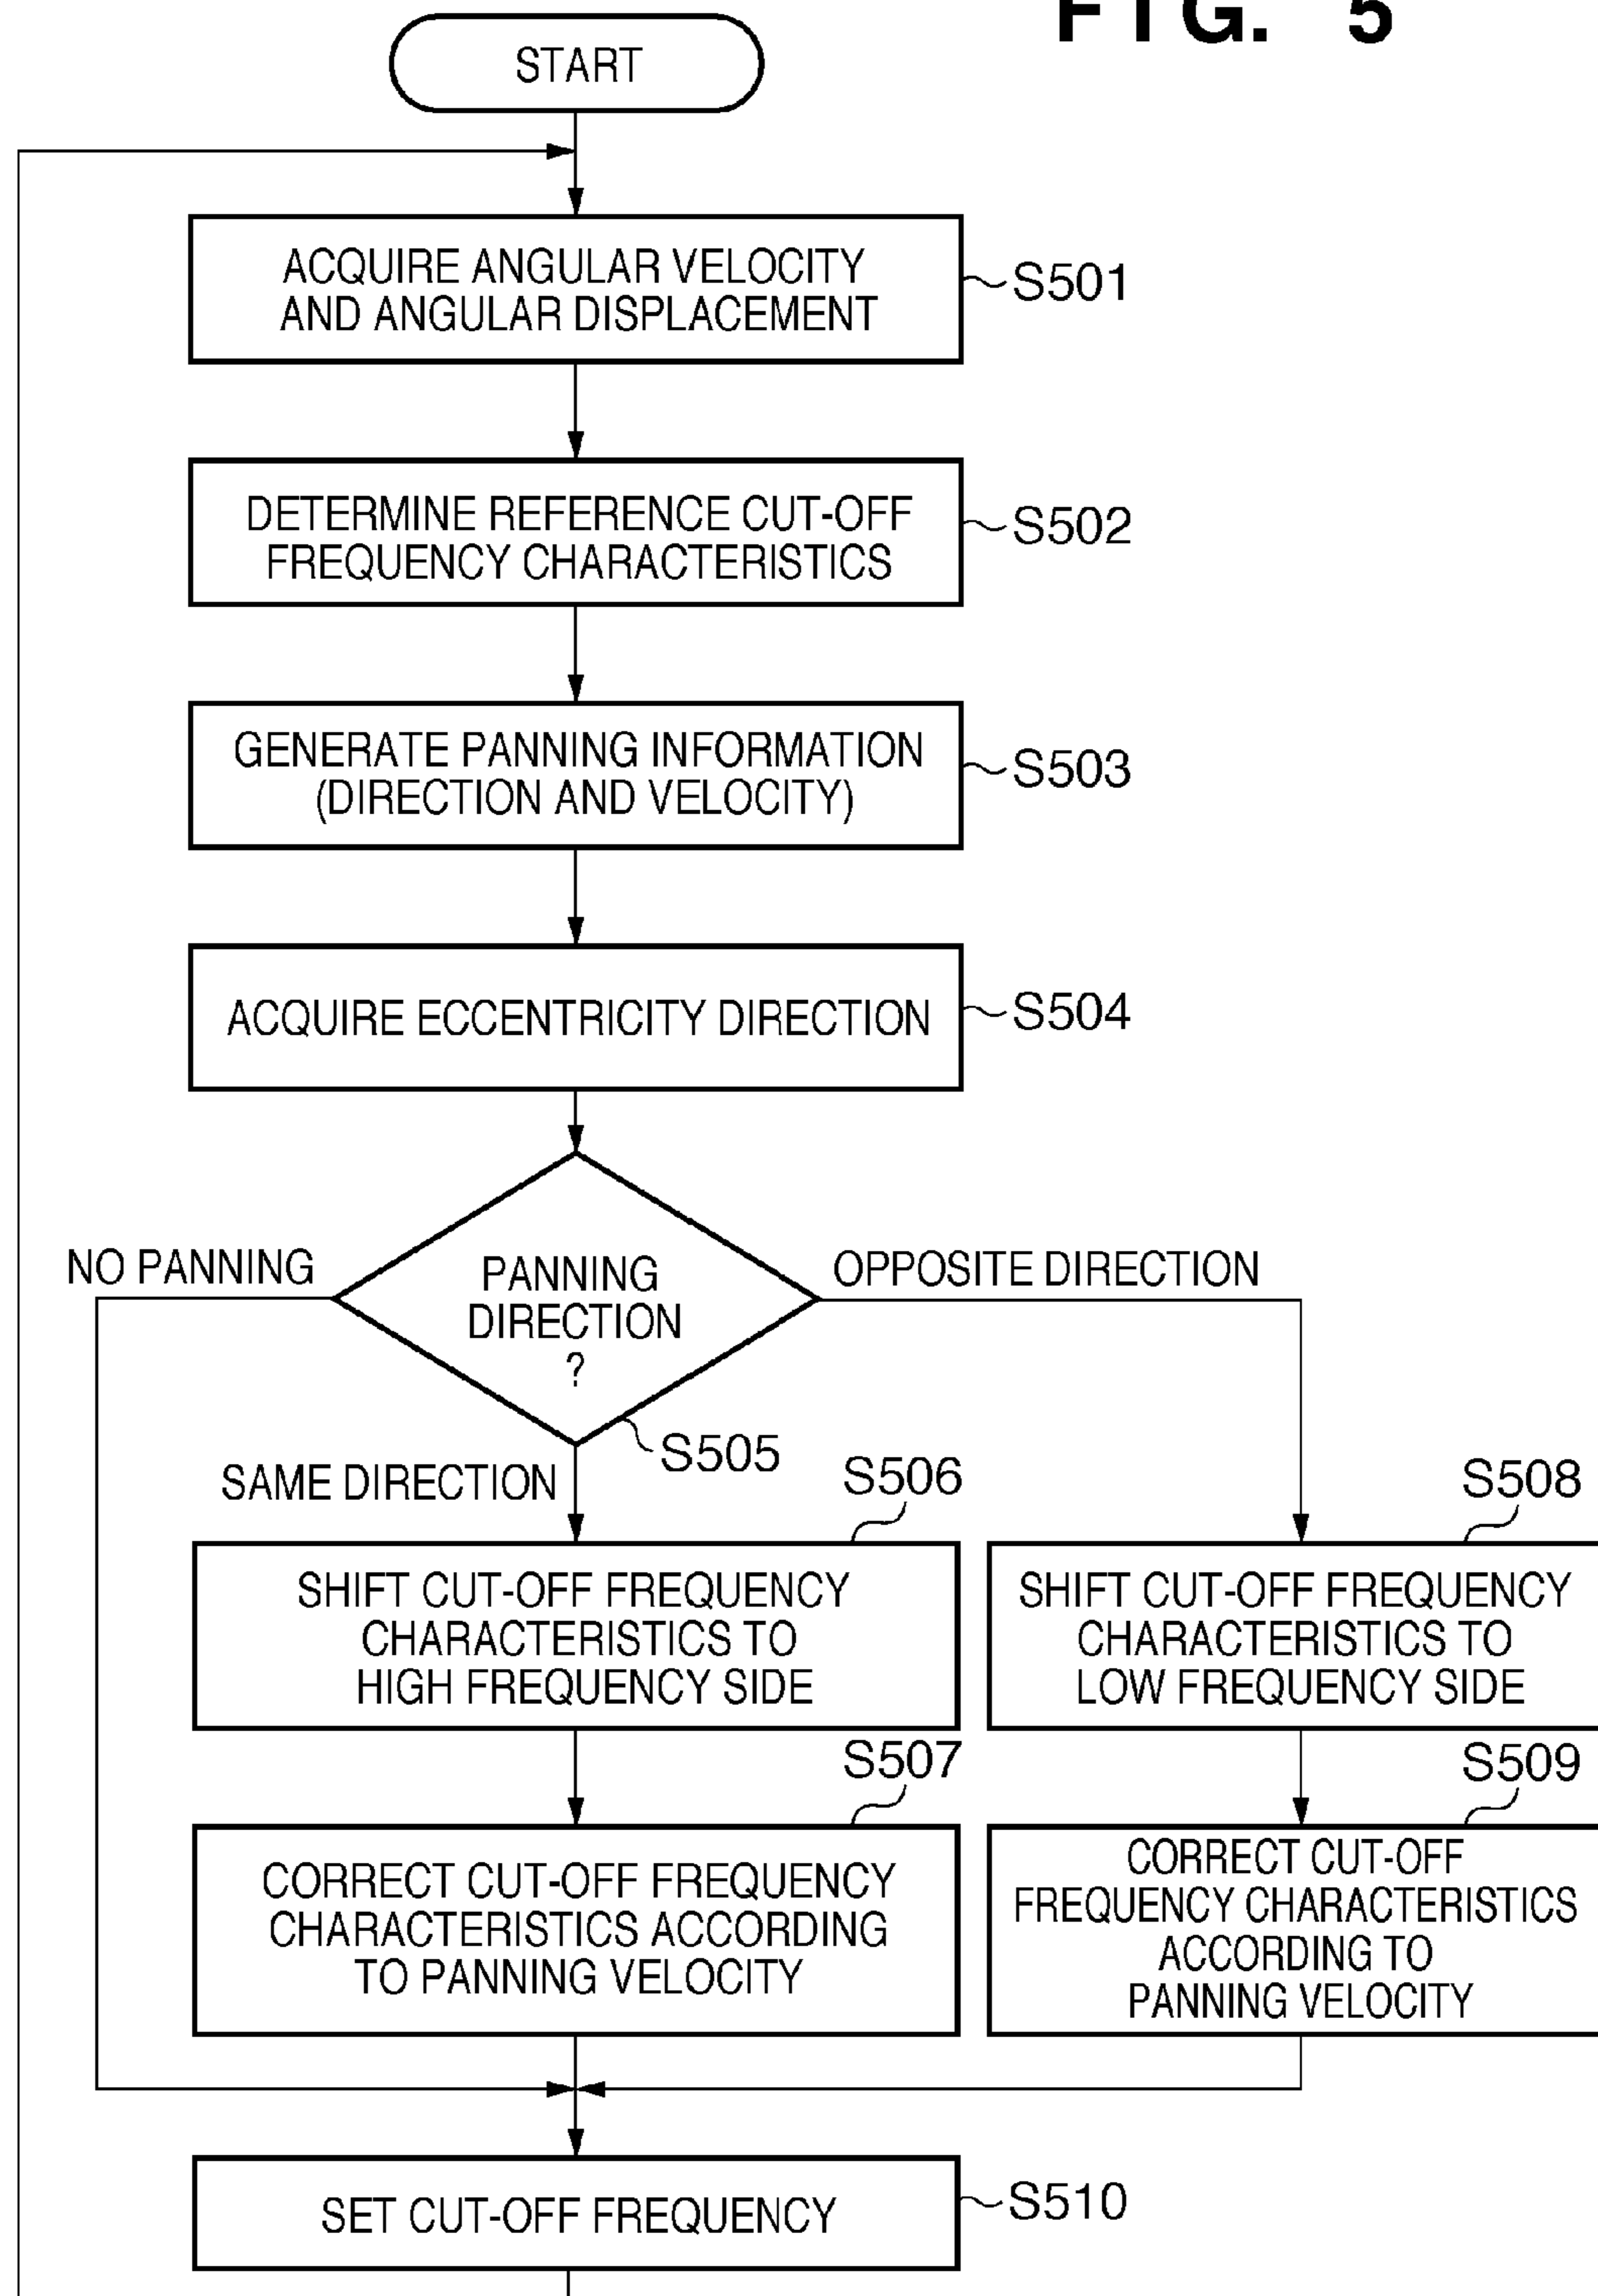 FIG. 5
START
ACQUIRE ANGULAR VELOCITY
AND ANGULAR DISPLACEMENT
S501
DETERMINE REFERENCE CUT-OFF
FREQUENCY CHARACTERISTICS
S502
GENERATE PANNING INFORMATION
(DIRECTION AND VELOCITY)
S503
ACQUIRE ECCENTRICITY DIRECTION
S504
NO PANNING
PANNING
DIRECTION
?
OPPOSITE DIRECTION
S505
SAME DIRECTION
S506
SHIFT CUT-OFF FREQUENCY
CHARACTERISTICS TO
HIGH FREQUENCY SIDE
S508
SHIFT CUT-OFF FREQUENCY
CHARACTERISTICS TO
LOW FREQUENCY SIDE
S507
CORRECT CUT-OFF FREQUENCY
CHARACTERISTICS ACCORDING
TO PANNING VELOCITY
S509
CORRECT CUT-OFF
FREQUENCY CHARACTERISTICS
ACCORDING TO
PANNING VELOCITY
SET CUT-OFF FREQUENCY
S510